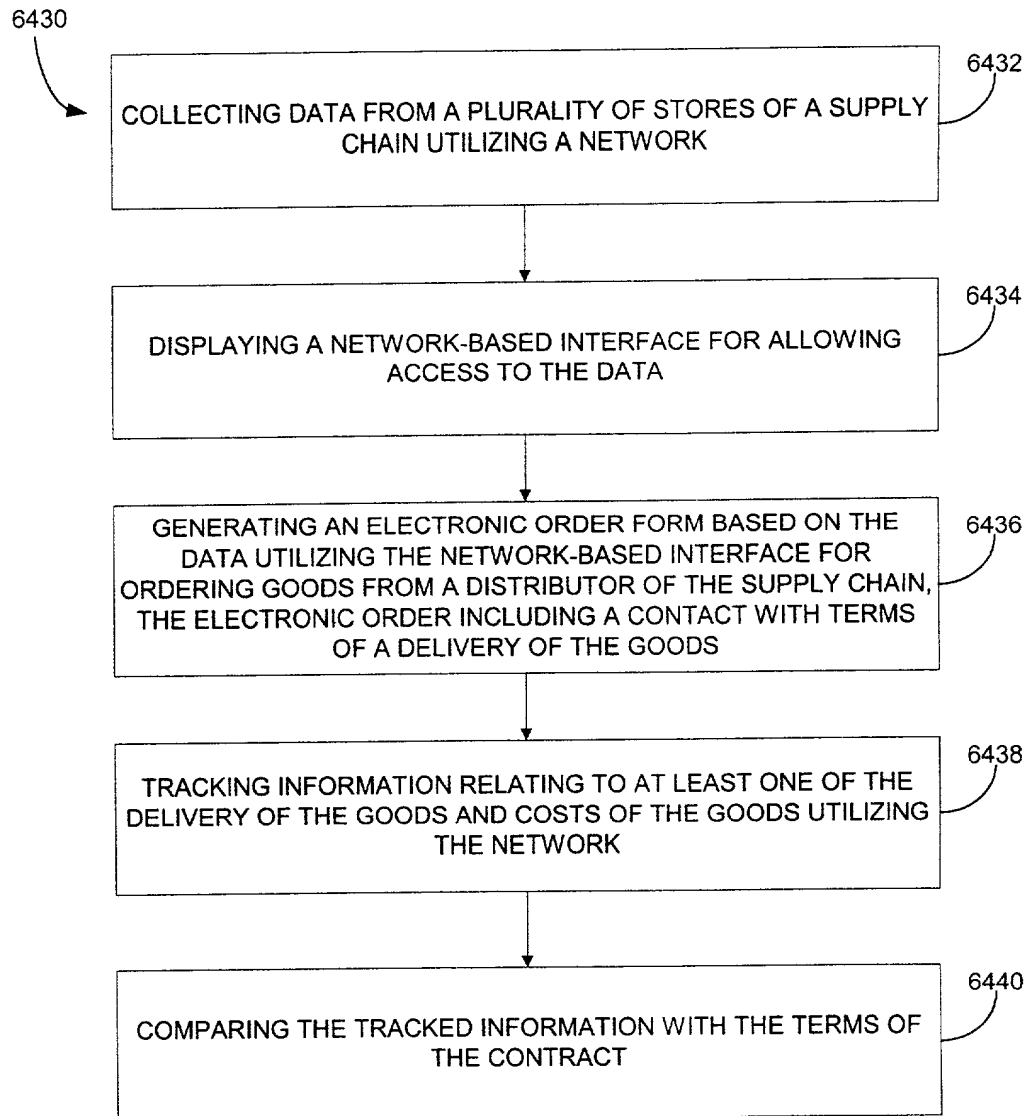 6430
6432
COLLECTING DATA FROM A PLURALITY OF STORES OF A SUPPLY
CHAIN UTILIZING A NETWORK
6434
DISPLAYING A NETWORK-BASED INTERFACE FOR ALLOWING
ACCESS TO THE DATA
6436
GENERATING AN ELECTRONIC ORDER FORM BASED ON THE
DATA UTILIZING THE NETWORK-BASED INTERFACE FOR
ORDERING GOODS FROM A DISTRIBUTOR OF THE SUPPLY CHAIN,
THE ELECTRONIC ORDER INCLUDING A CONTACT WITH TERMS
OF A DELIVERY OF THE GOODS
6438
TRACKING INFORMATION RELATING TO AT LEAST ONE OF THE
DELIVERY OF THE GOODS AND COSTS OF THE GOODS UTILIZING
THE NETWORK
6440
COMPARING THE TRACKED INFORMATION WITH THE TERMS OF
THE CONTRACT